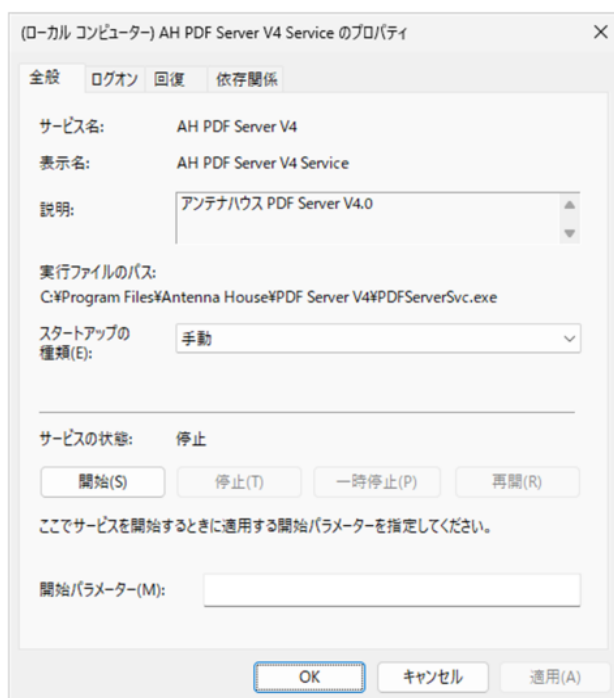 (ローカル コンピューター) AH PDF Server V4 Service のプロパティ
全般 ログオン 回復 依存関係
サービス名: AH PDF Server V4
表示名: AH PDF Server V4 Service
説明: アンテナハウス PDF Server V4.0
実行ファイルのパス:
C:¥Program Files¥Antenna House¥PDF Server V4¥PDFServerSvc.exe
スタートアップの
種類(E): 手動
サービスの状態: 停止
開始(S) 停止(T) 一時停止(P) 再開(R)
ここでサービスを開始するときに適用する開始パラメーターを指定してください。
開始パラメーター(M):
OK キャンセル 適用(A)